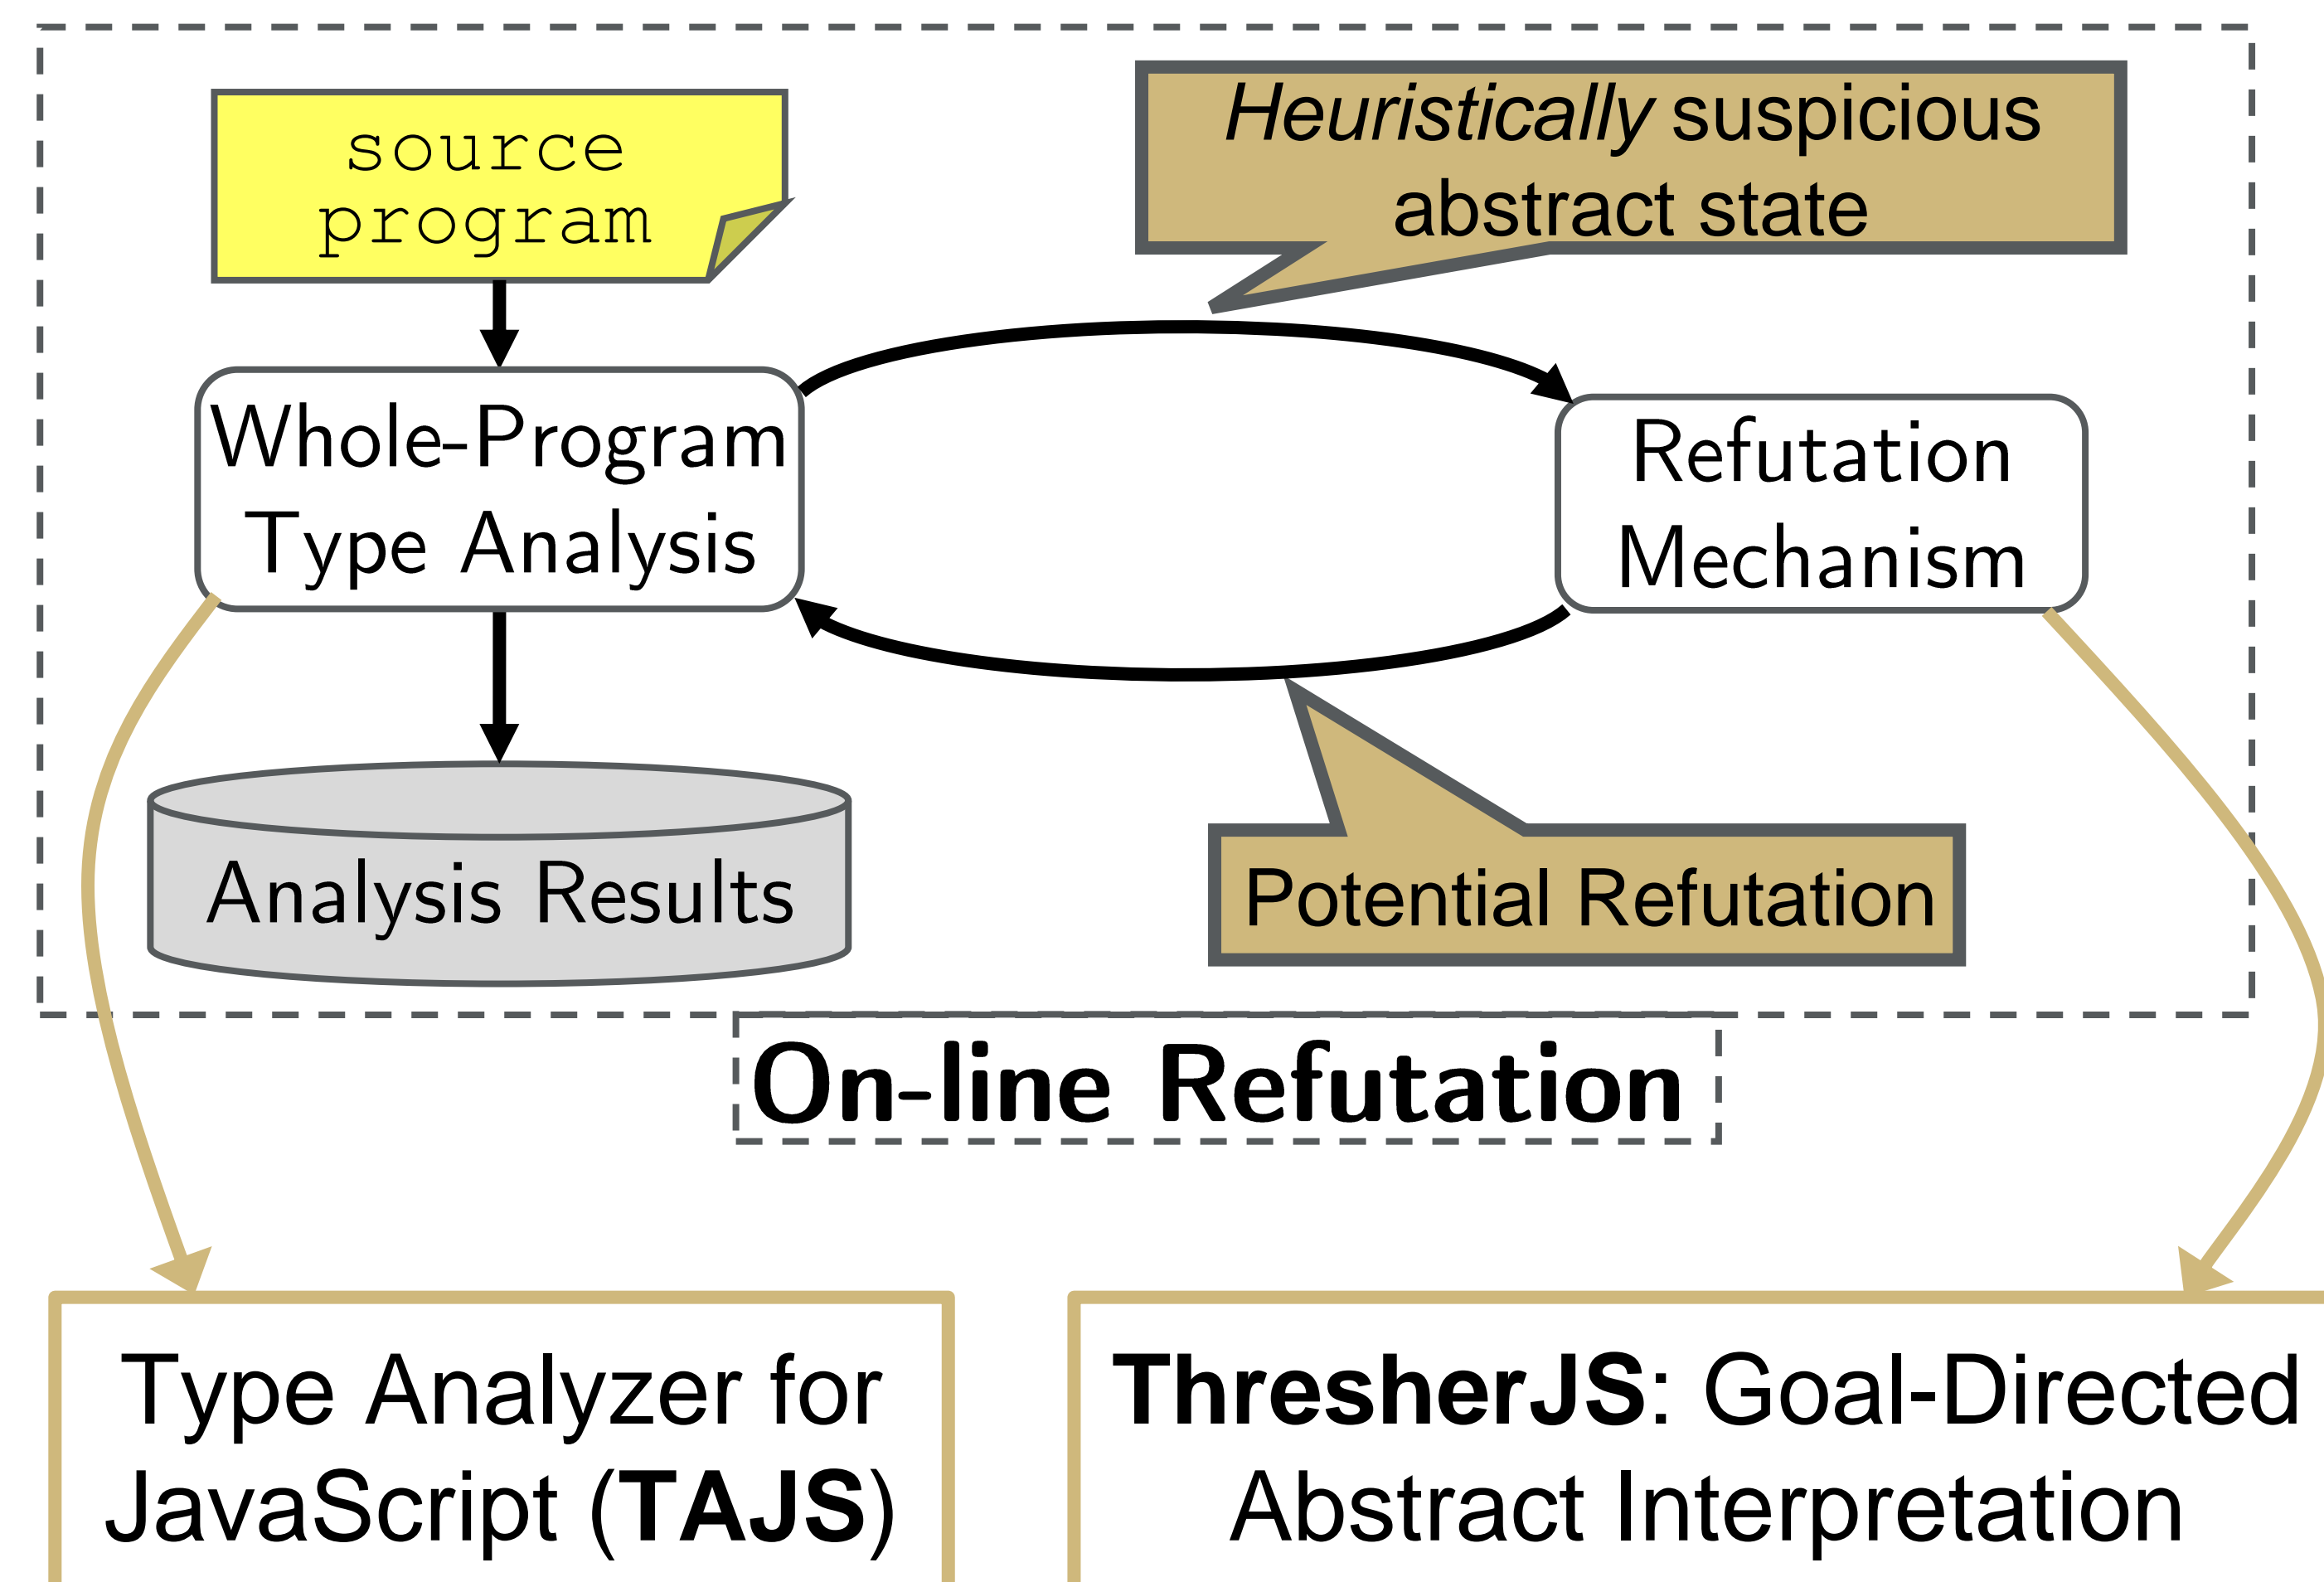 source
program
Heuristically suspicious
abstract state
Whole-Program
Type Analysis
Refutation
Mechanism
Analysis Results
Potential Refutation
On-line Refutation
Type Analyzer for
JavaScript (TAJS)
ThresherJS: Goal-Directed
Abstract Interpretation